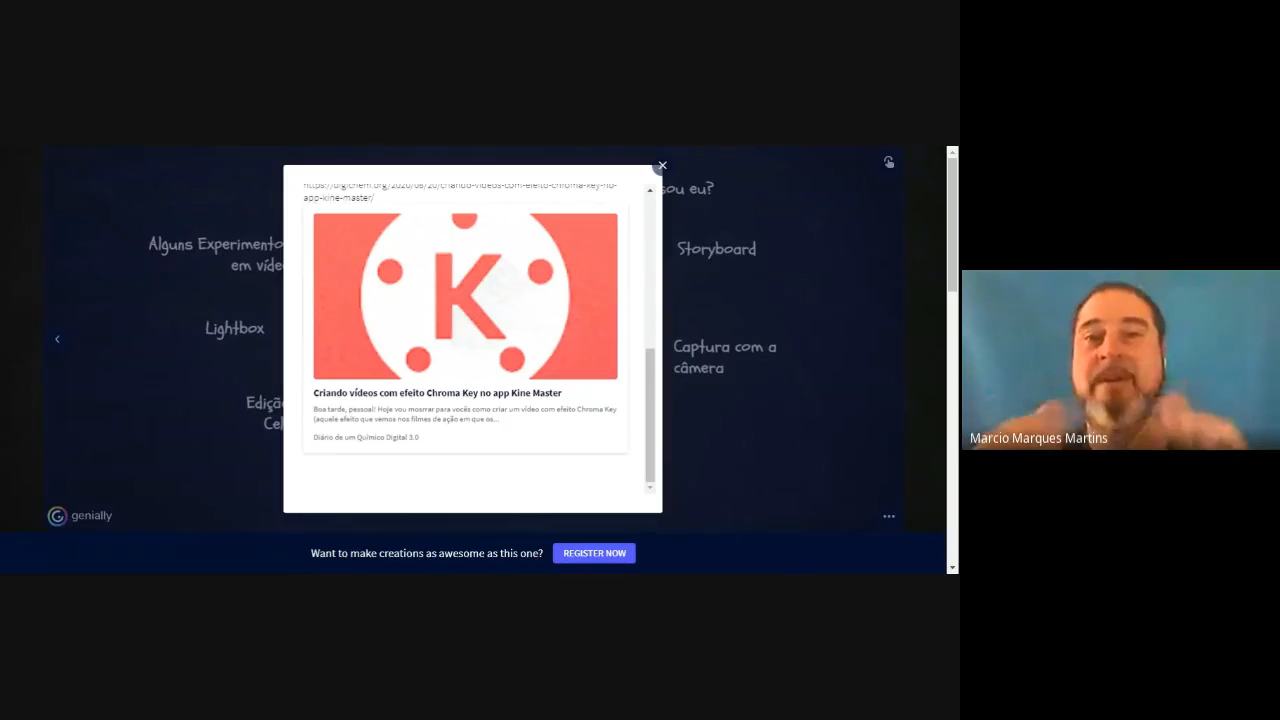 https://digichem.org/2020/06/20/criando-videos-com-efeito-chroma-key-no-
app-kine-master/
sou eu?
Alguns Experimento
em víde
Storyboard
K
Lightbox
Captura com a
câmera
Criando vídeos com efeito Chroma Key no app Kine Master
Boa tarde, pessoal! Hoje vou mosrrar para vocês como criar um vídeo com efeito Chroma Key
(aquele efeito que vemos nos filmes de ação em que os...
Ediçã
Cel
Diário de um Químico Digital 3.0
Marcio Marques Martins
genially
Want to make creations as awesome as this one?
REGISTER NOW